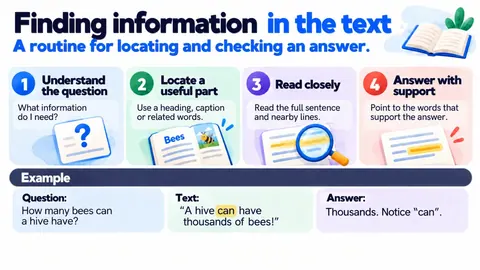 Finding information in the text
A routine for locating and checking an answer.
1 Understand
the question
What information
do I need?
?
2 Locate a
useful part
Use a heading, caption
or related words.
Bees
3 Read closely
Read the full sentence
and nearby lines.
4 Answer with
support
Point to the words that
support the answer.
Example
Question:
How many bees can
a hive have?
Text:
“A hive can have
thousands of bees!”
Answer:
Thousands. Notice “can”.